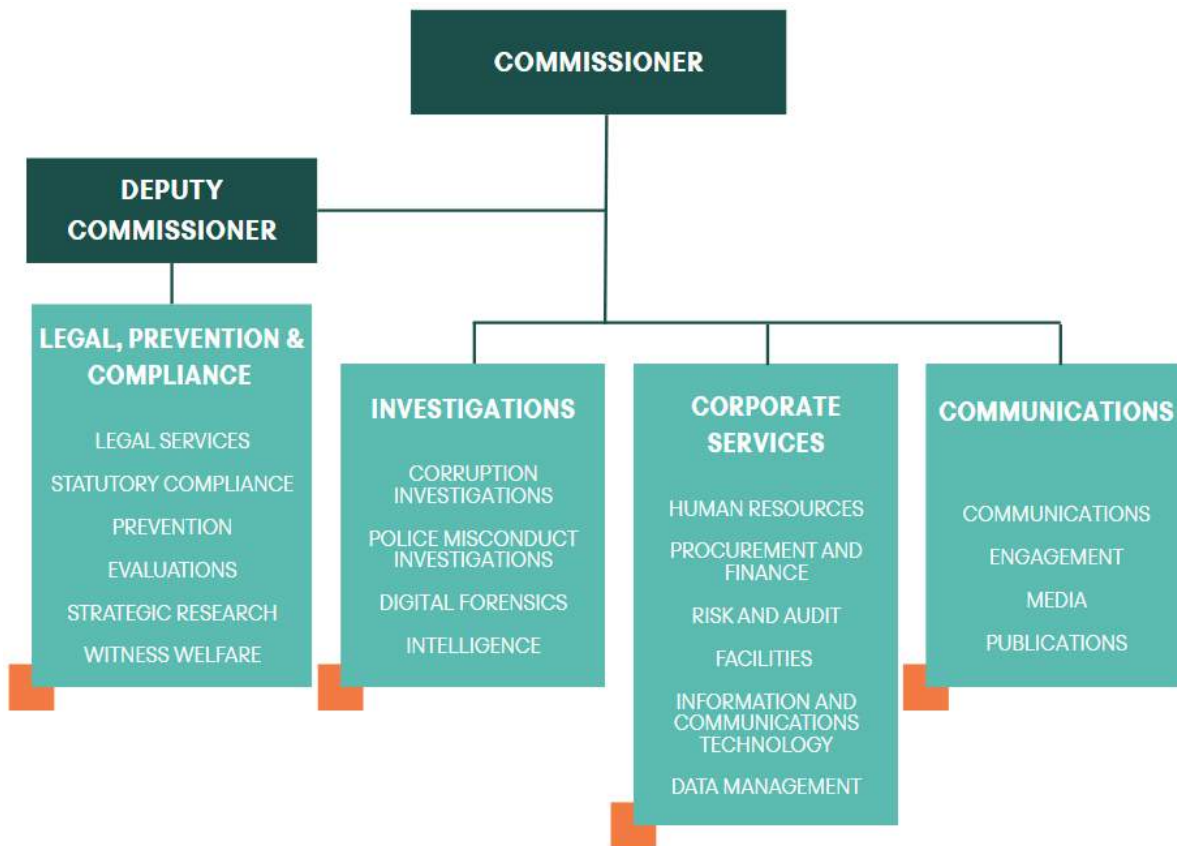 COMMISSIONER
DEPUTY
COMMISSIONER
LEGAL, PREVENTION &
COMPLIANCE
LEGAL SERVICES
STATUTORY COMPLIANCE
PREVENTION
EVALUATIONS
STRATEGIC RESEARCH
WITNESS WELFARE
INVESTIGATIONS
CORRUPTION
INVESTIGATIONS
POLICE MISCONDUCT
INVESTIGATIONS
DIGITAL FORENSICS
INTELLIGENCE
CORPORATE
SERVICES
HUMAN RESOURCES
PROCUREMENT AND
FINANCE
RISK AND AUDIT
FACILITIES
INFORMATION AND
COMMUNICATIONS
TECHNOLOGY
DATA MANAGEMENT
COMMUNICATIONS
COMMUNICATIONS
ENGAGEMENT
MEDIA
PUBLICATIONS